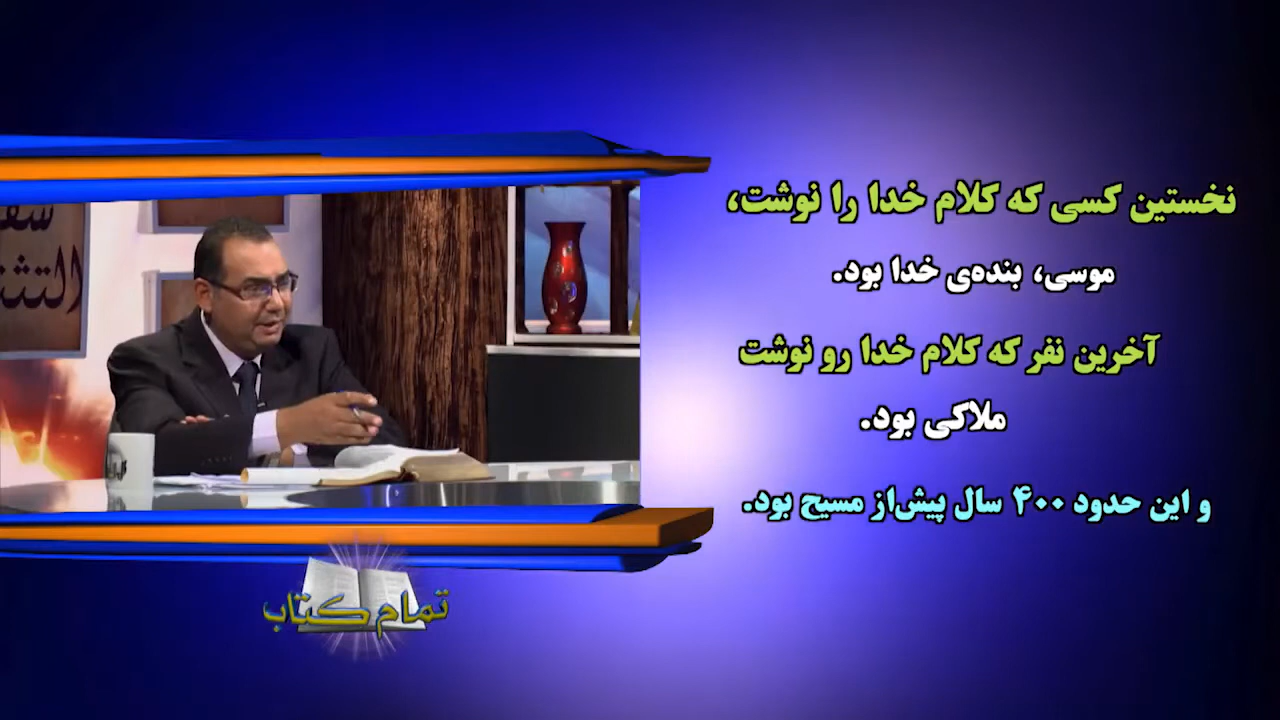 نخستین کسی که کلام خدا را نوشت،
موسی، بنده‌ی خدا بود.
آخرین نفر که کلام خدا رو نوشت
ملاکی بود.
و این حدود ۴۰۰ سال پیش‌از مسیح بود.
تمام کتاب